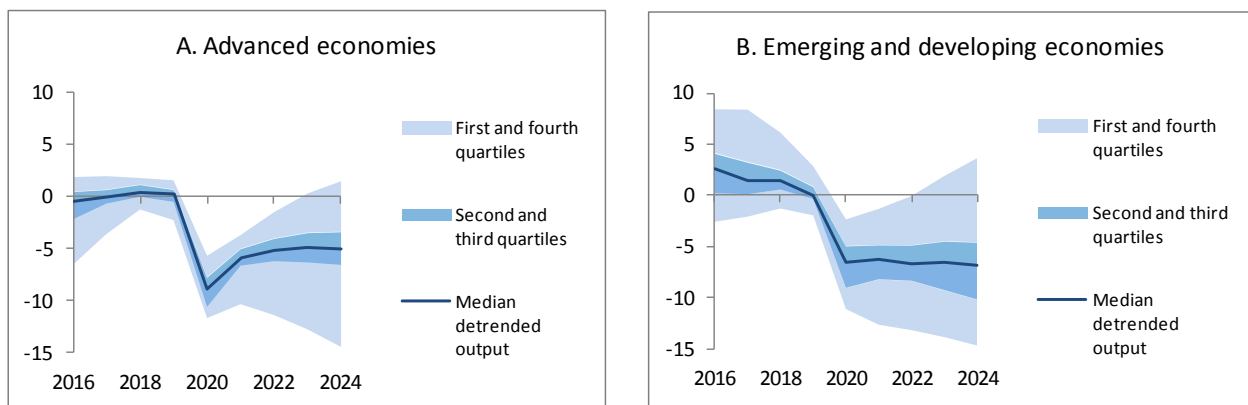 A. Advanced economies
10
5
0
-5
-10
-15
2016 2018 2020 2022 2024
First and fourth
quartiles
Second and
third quartiles
Median
detrended
output
B. Emerging and developing economies
10
5
0
-5
-10
-15
2016 2018 2020 2022 2024
First and fourth
quartiles
Second and third
quartiles
Median
detrended
output